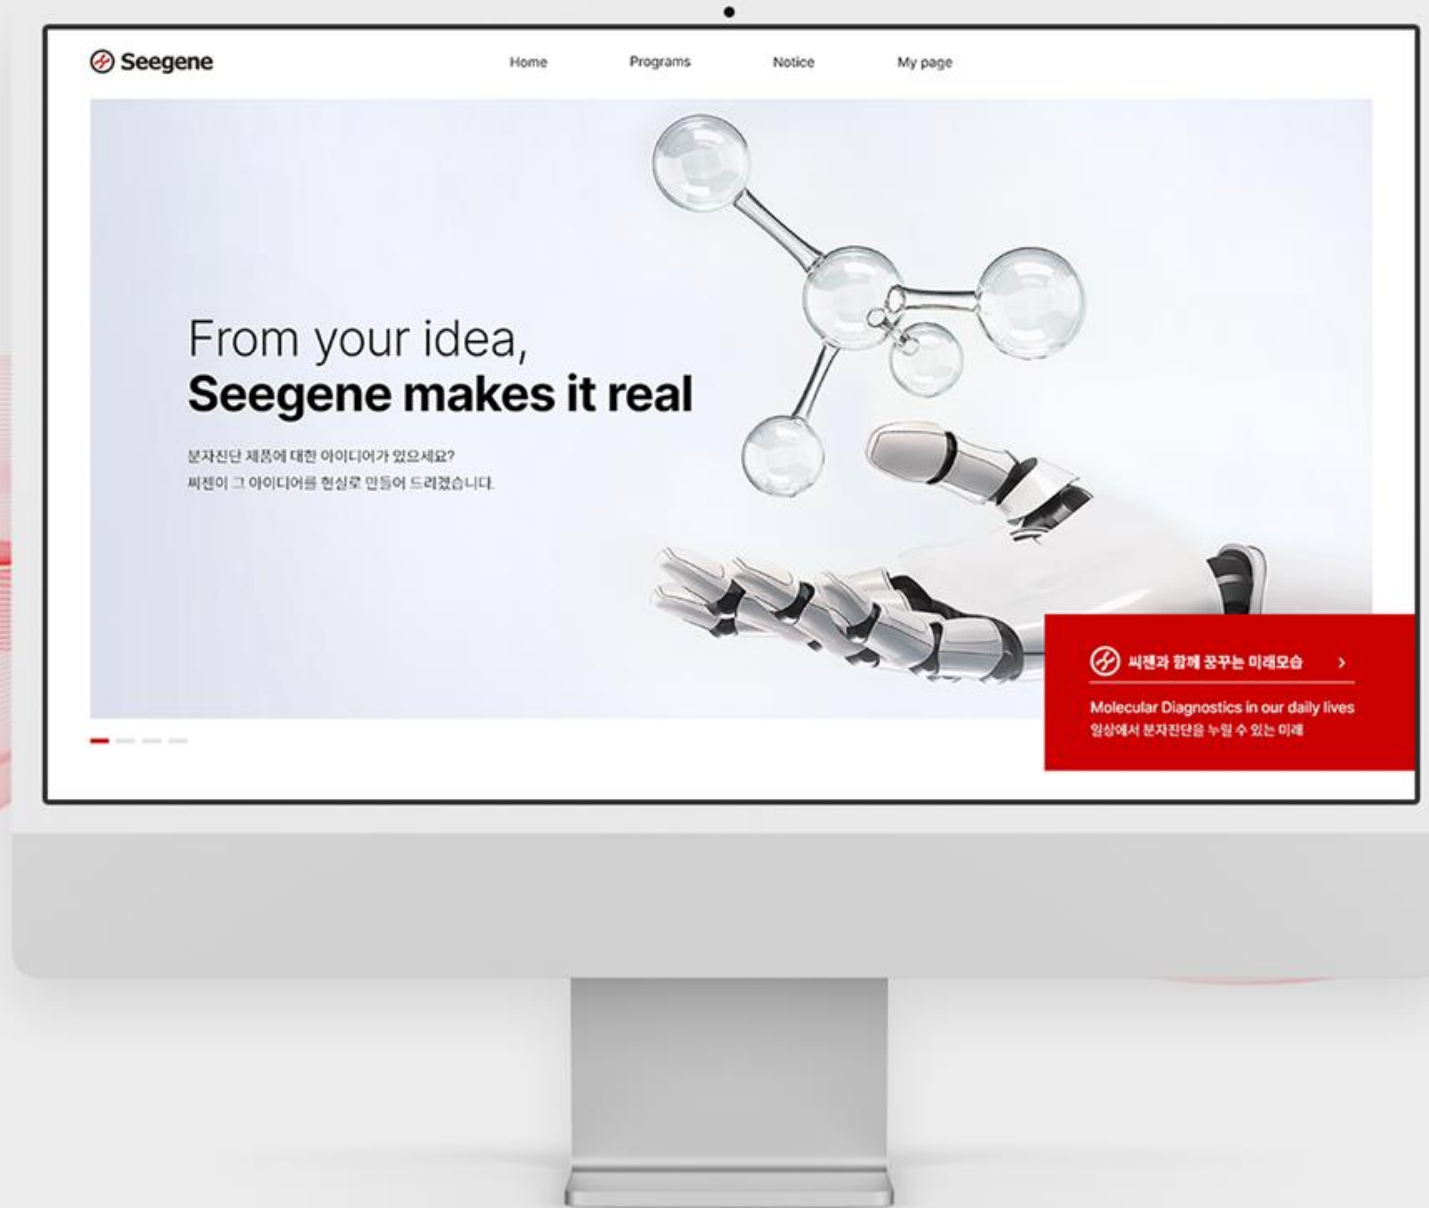 Seegene
Home Programs Notice My page
From your idea,
Seegene makes it real
분자진단 제품에 대한 아이디어가 있으세요?
씨젠이 그 아이디어를 현실로 만들어 드리겠습니다.
씨젠과 함께 꿈꾸는 미래모습 >
Molecular Diagnostics in our daily lives
일상에서 분자진단을 누릴 수 있는 미래